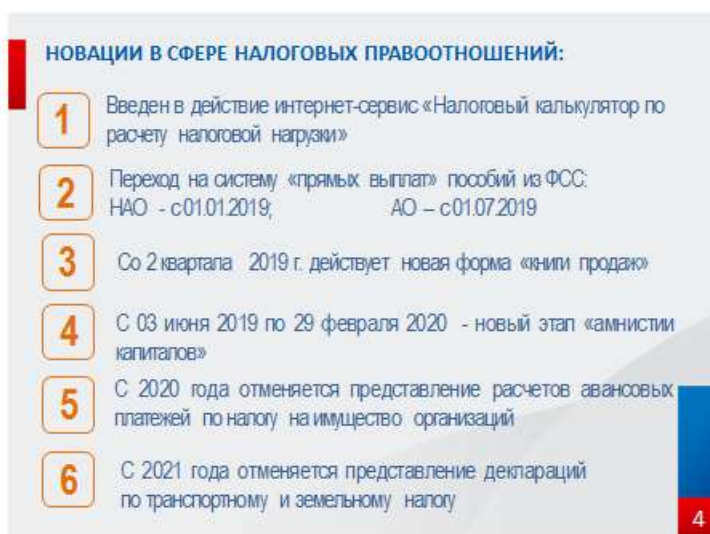 НОВАЦИИ В СФЕРЕ НАЛОГОВЫХ ПРАВООТНОШЕНИЙ:
1 Введен в действие интернет-сервис «Налоговый калькулятор по
расчету налоговой нагрузки»
2 Переход на систему «прямых выплат» пособий из ФСС:
НАО - с 01.01.2019; АО – с 01.07.2019
3 Со 2 квартала 2019 г. действует новая форма «книги продаж»
4 С 03 июня 2019 по 29 февраля 2020 - новый этап «амнистии
капиталов»
5 С 2020 года отменяется представление расчетов авансовых
платежей по налогу на имущество организаций
6 С 2021 года отменяется представление деклараций
по транспортному и земельному налогу
4